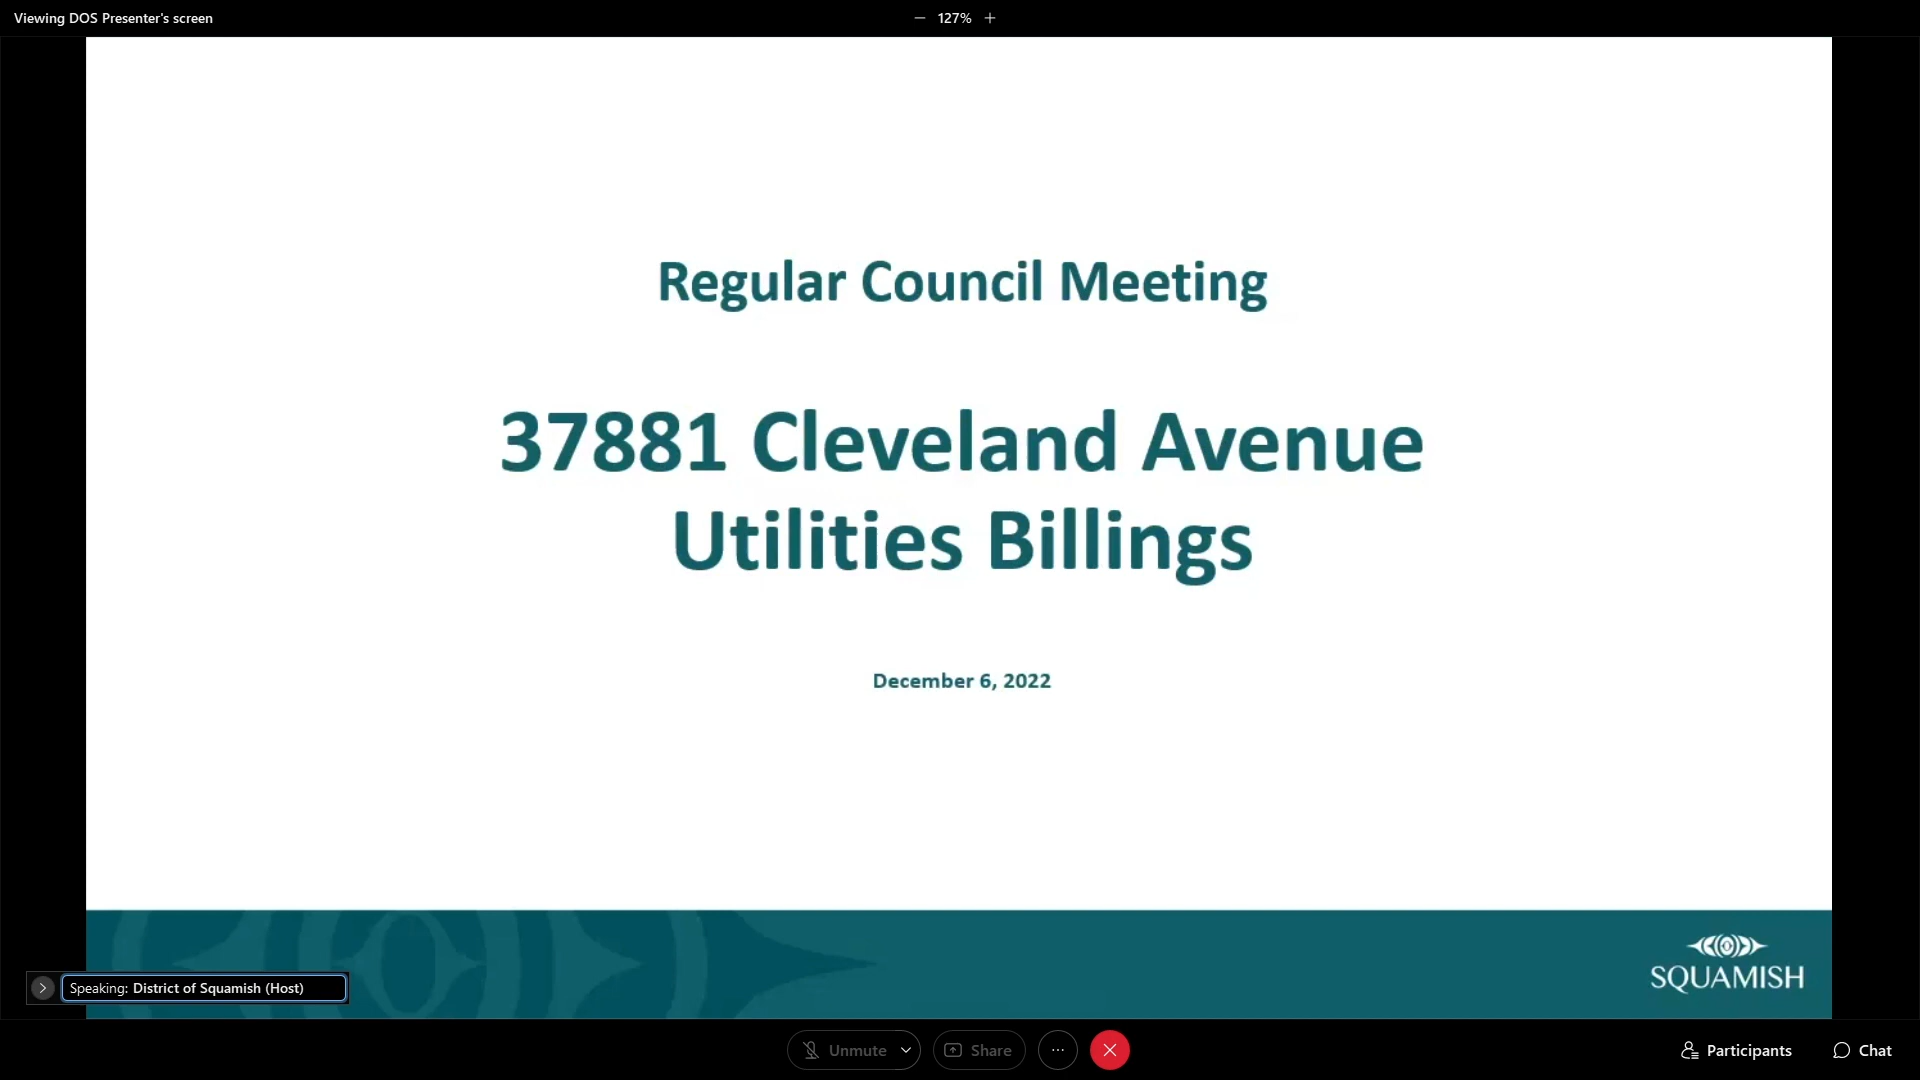 Viewing DOS Presenter's screen
127%
Regular Council Meeting
37881 Cleveland Avenue
Utilities Billings
December 6, 2022
SQUAMISH
Speaking: District of Squamish (Host)
Unmute
Share
Participants
Chat